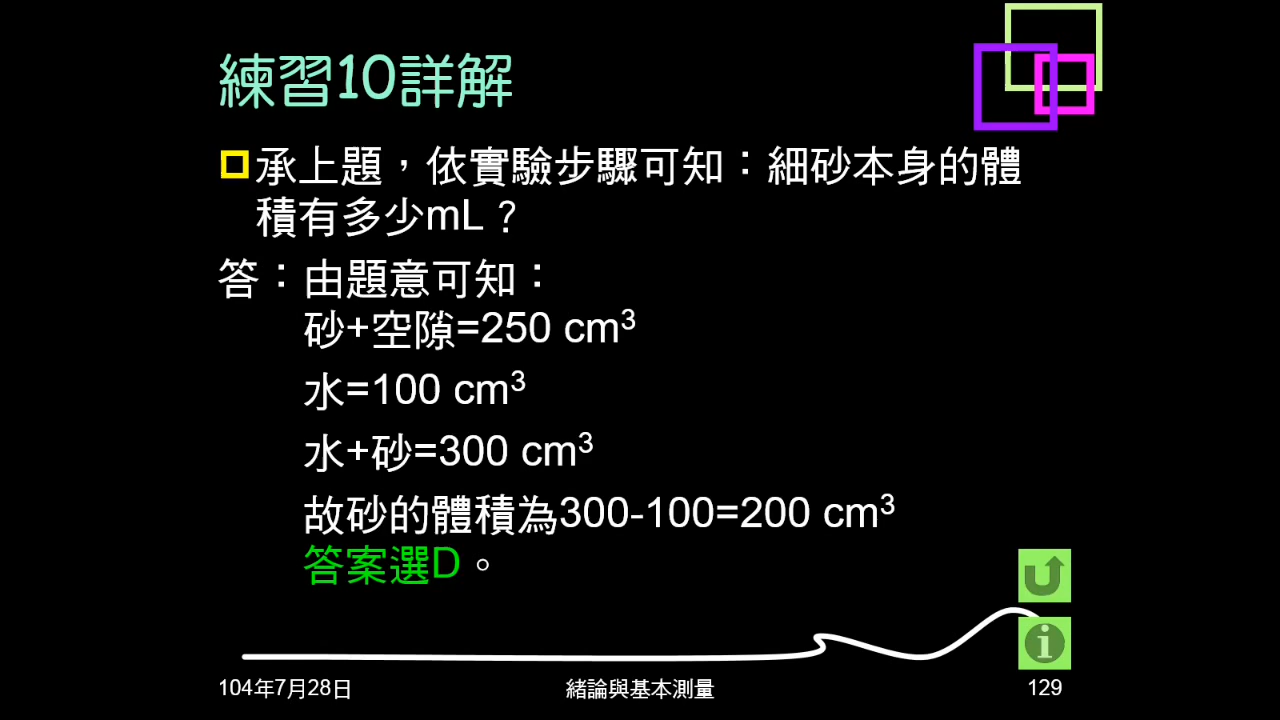 練習10詳解
承上題，依實驗步驟可知：細砂本身的體
積有多少mL？
答：由題意可知：
砂+空隙=250 cm³
水=100 cm³
水+砂=300 cm³
故砂的體積為300-100=200 cm³
答案選D。
104年7月28日
緒論與基本測量
129